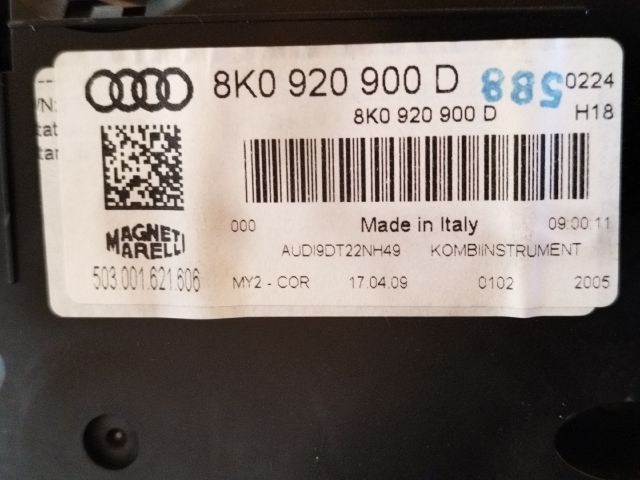 8K0 920 900 D 588 0224
8K0 920 900 D H18
000 Made in Italy 09:00:11
MAGNETI MARELLI
AUDI9DT22NH49 KOMBIINSTRUMENT
503.001.621.606
MY2 - COR 17.04.09 0102 2005